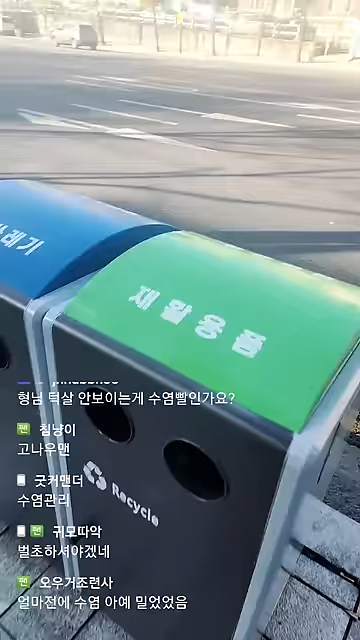 레기
재활용품
Recycle
형님 턱살 안보이는게 수염빨인가요?
팬 침냥이
고나우맨
굿커맨더
수염관리
팬 귀모따악
벌초하셔야겠네
팬 오우거조련사
얼마전에 수염 아예 밀었었음